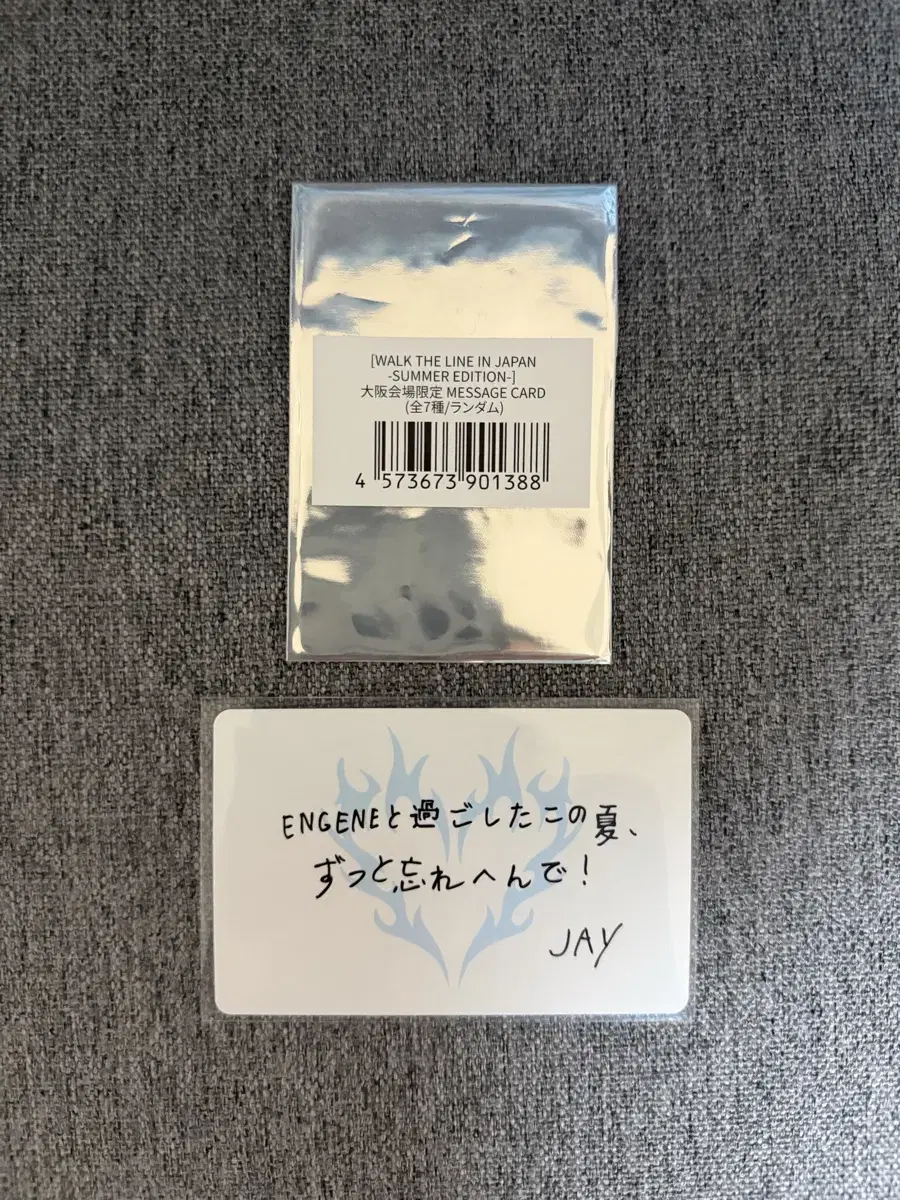 [WALK THE LINE IN JAPAN
-SUMMER EDITION-]
大阪会場限定 MESSAGE CARD
(全7種/ランダム)
4 573673 901388
ENGENEと過ごしたこの夏、
ずっと忘れへんで！
JAY